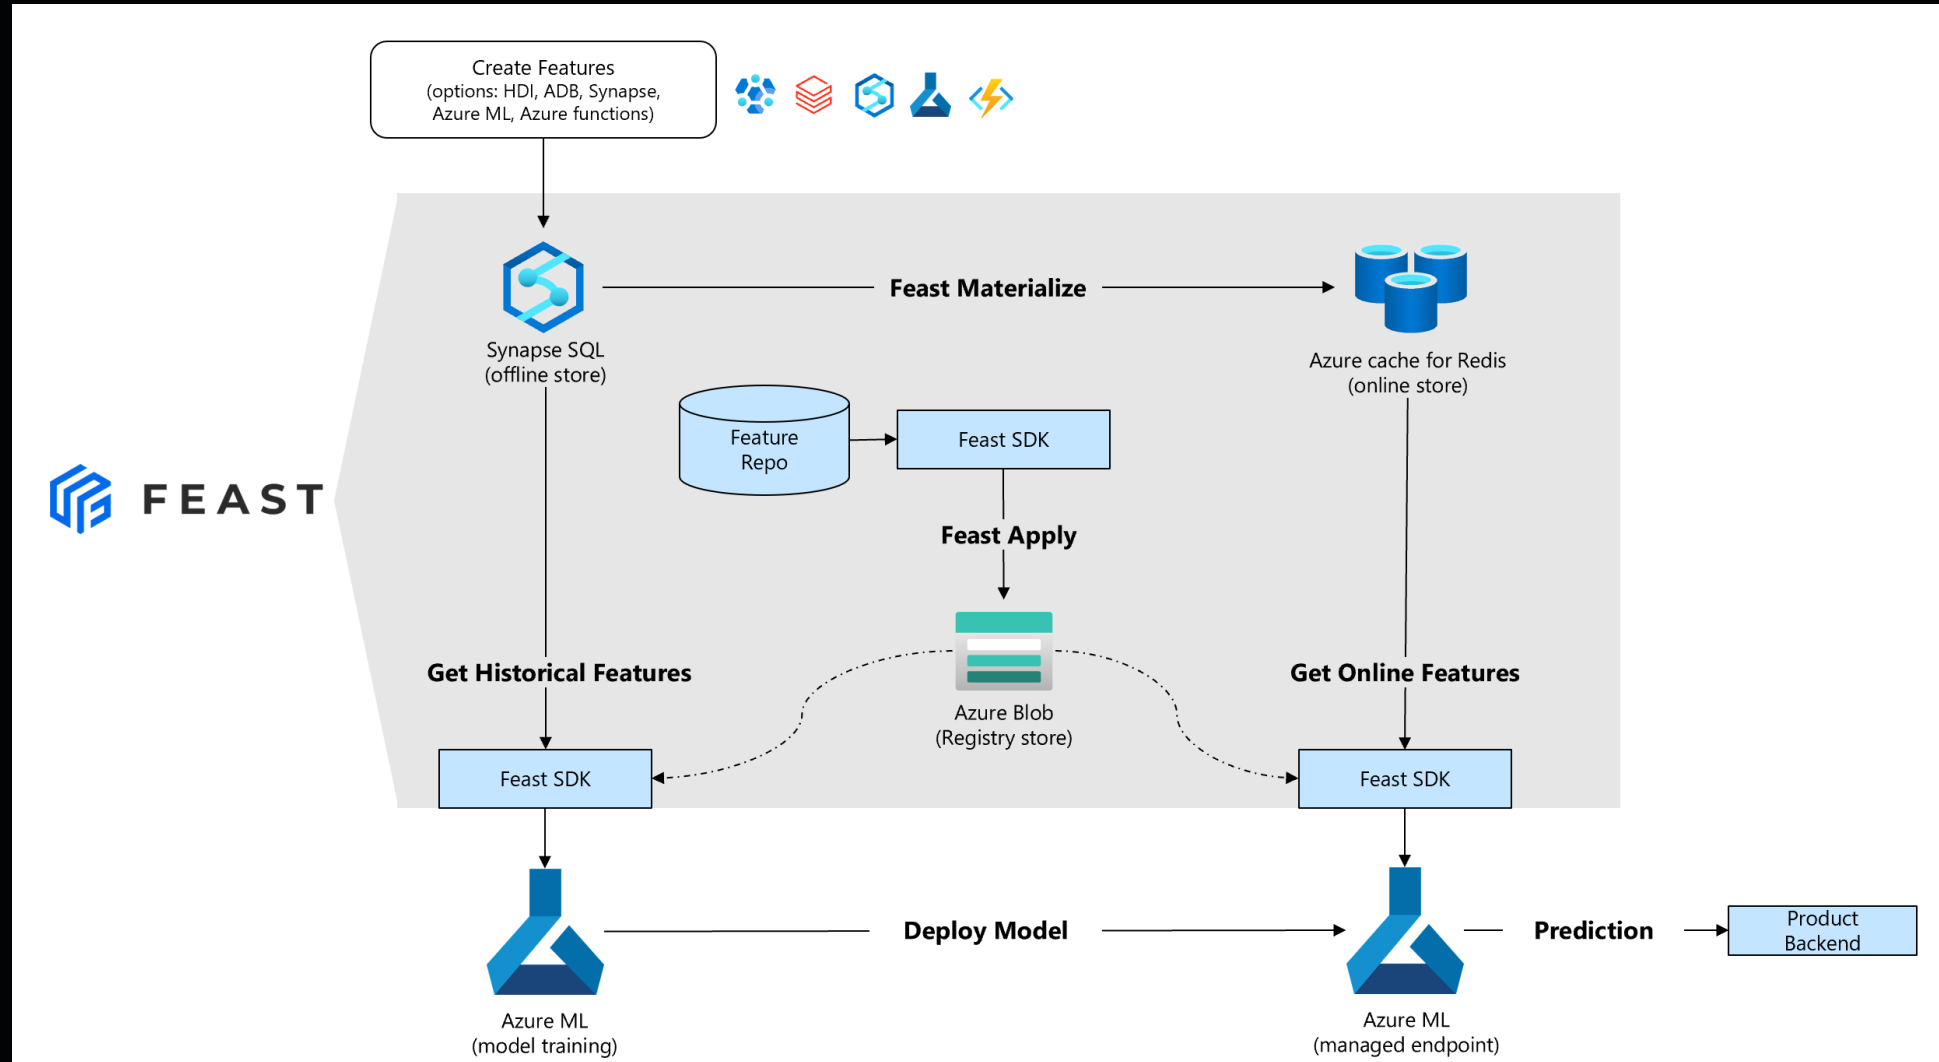 Create Features
(options: HDI, ADB, Synapse,
Azure ML, Azure functions)
Synapse SQL
(offline store)
Feast Materialize
Azure cache for Redis
(online store)
Feature
Repo
Feast SDK
FEAST
Feast Apply
Get Historical Features
Get Online Features
Azure Blob
(Registry store)
Feast SDK
Feast SDK
Deploy Model
Prediction
Product
Backend
Azure ML
(model training)
Azure ML
(managed endpoint)